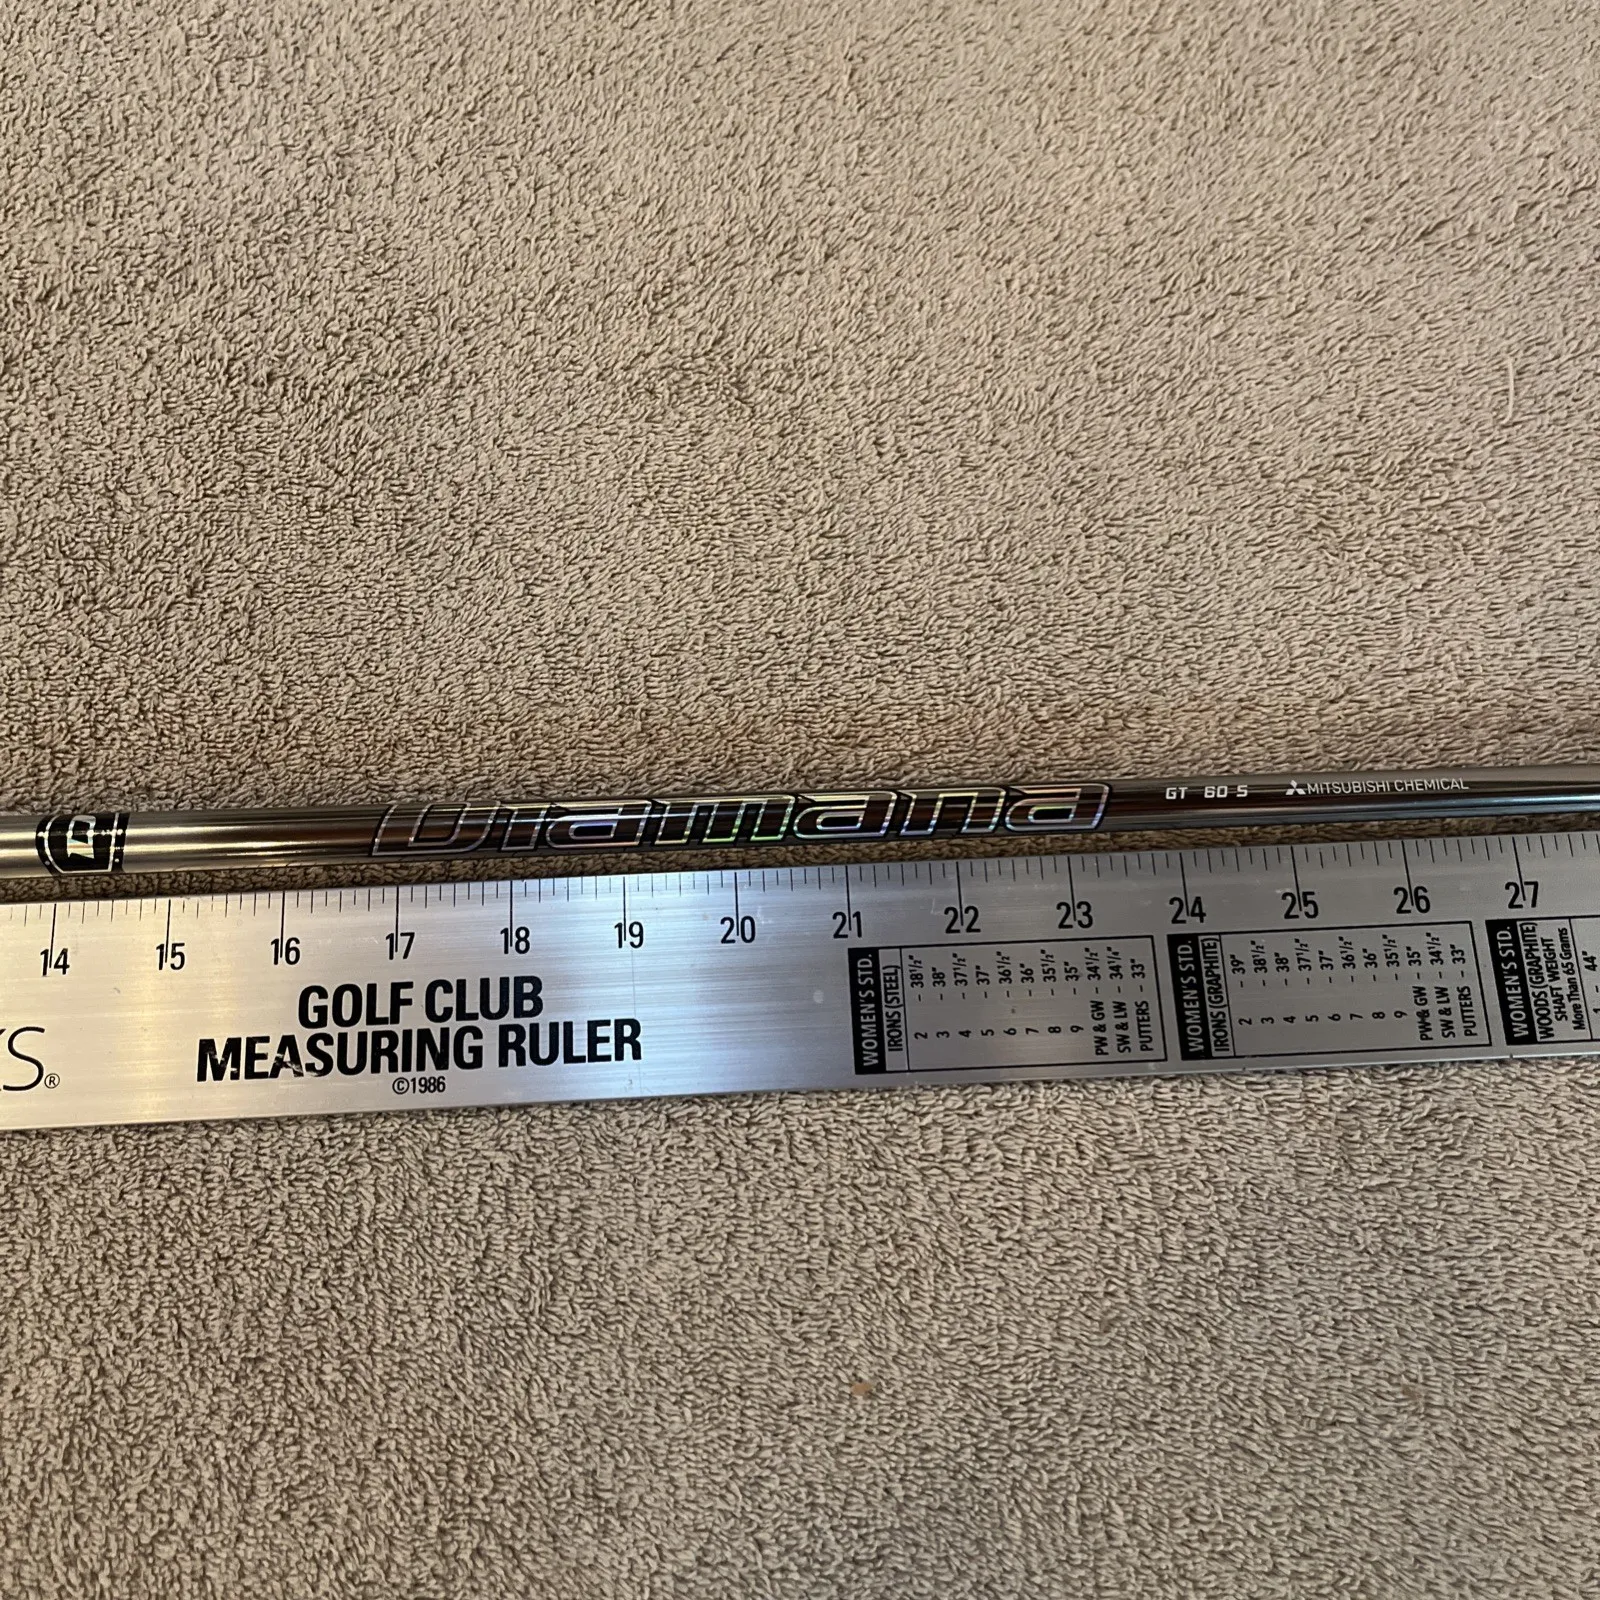 Diamana GT 60 S MITSUBISHI CHEMICAL
14 15 16 17 18 19 20 21 22 23 24 25 26 27
KS®
GOLF CLUB
MEASURING RULER
©1986
WOMEN'S STD.
IRONS (STEEL)
2 - 38½"
3 - 38"
4 - 37½"
5 - 37"
6 - 36½"
7 - 36"
8 - 35½"
9 - 35"
PW & GW - 34½"
SW & LW - 34¼"
PUTTERS - 33"
WOMEN'S STD.
IRONS (GRAPHITE)
2 - 39"
3 - 38½"
4 - 38"
5 - 37½"
6 - 37"
7 - 36½"
8 - 36"
9 - 35½"
PW & GW - 35"
SW & LW - 34½"
PUTTERS - 33"
WOMEN'S STD.
WOODS (GRAPHITE)
SHAFT WEIGHT
More Than 65 Grams
1 - 44"